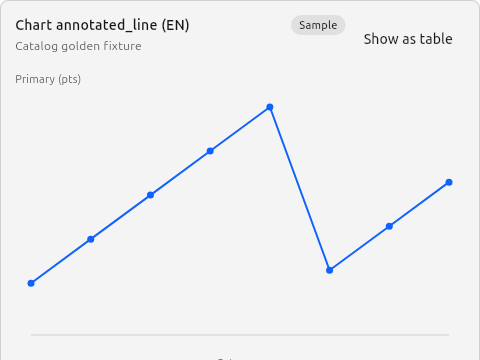 Chart annotated_line (EN)
Sample
Show as table
Catalog golden fixture
Primary (pts)